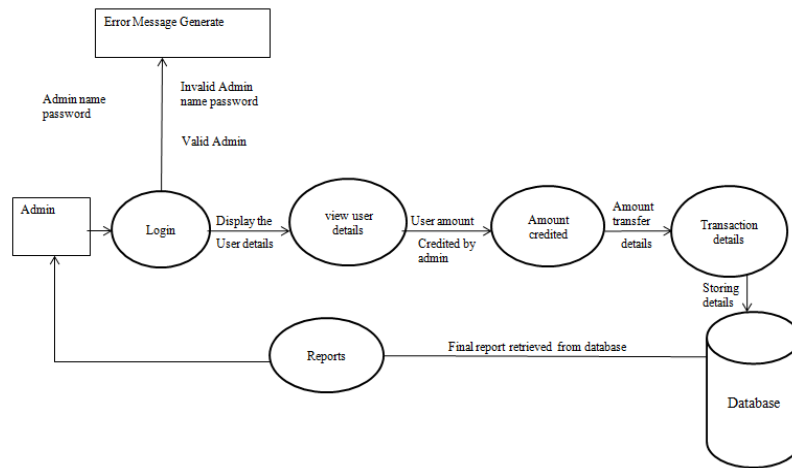 Error Message Generate
Admin name
password
Invalid Admin
name password
Valid Admin
Admin
Login
Display the
User details
view user
details
User amount
Credited by
admin
Amount
credited
Amount
transfer
details
Transaction
details
Storing
details
Reports
Final report retrieved from database
Database